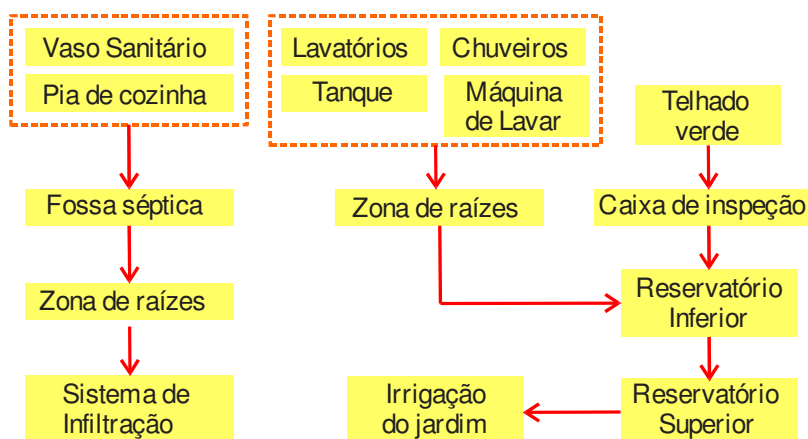 Vaso Sanitário
Pia de cozinha
Lavatórios
Chuveiros
Tanque
Máquina
de Lavar
Telhado
verde
Fossa séptica
Zona de raízes
Caixa de inspeção
Zona de raízes
Reservatório
Inferior
Sistema de
Infiltração
Irrigação
do jardim
Reservatório
Superior